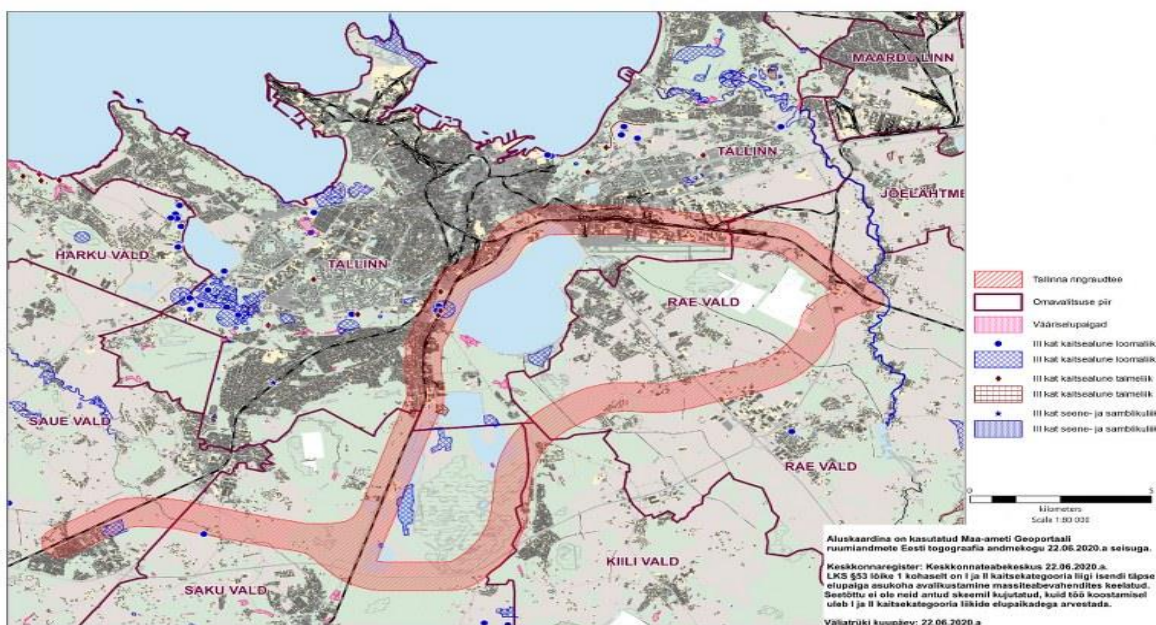 MAARDU LINN
TALLINN
JÕELÄHTME
HARKU VALD
TALLINN
RAE VALD
SAUE VALD
RAE VALD
KIILI VALD
SAKU VALD
Tallinna ringraudtee
Omavalitsuse piir
Vääriselupaigad
III kat kaitsealune loomaliik
III kat kaitsealune loomaliik
III kat kaitsealune taimeliik
III kat kaitsealune taimeliik
III kat seene- ja samblikuliik
III kat seene- ja samblikuliik
0 5
kilometers
Scale 1:80 000
Aluskaardina on kasutatud Maa-ameti Geoportaali
ruumiandmete Eesti togograafia andmekogu 22.06.2020.a seisuga.
Keskkonnaregister: Keskkonnateabekeskus 22.06.2020.a.
LKS §53 lõike 1 kohaselt on I ja II kaitsekategooria liigi isendi täpse
elupaiga asukoha avalikustamine massiteabevahendites keelatud.
Seetõttu ei ole neid antud skeemil kujutatud, kuid töö koostamisel
uleb I ja II kaitsekategooria liikide elupaikadega arvestada.
Väljatrüki kuupäev: 22.06.2020.a